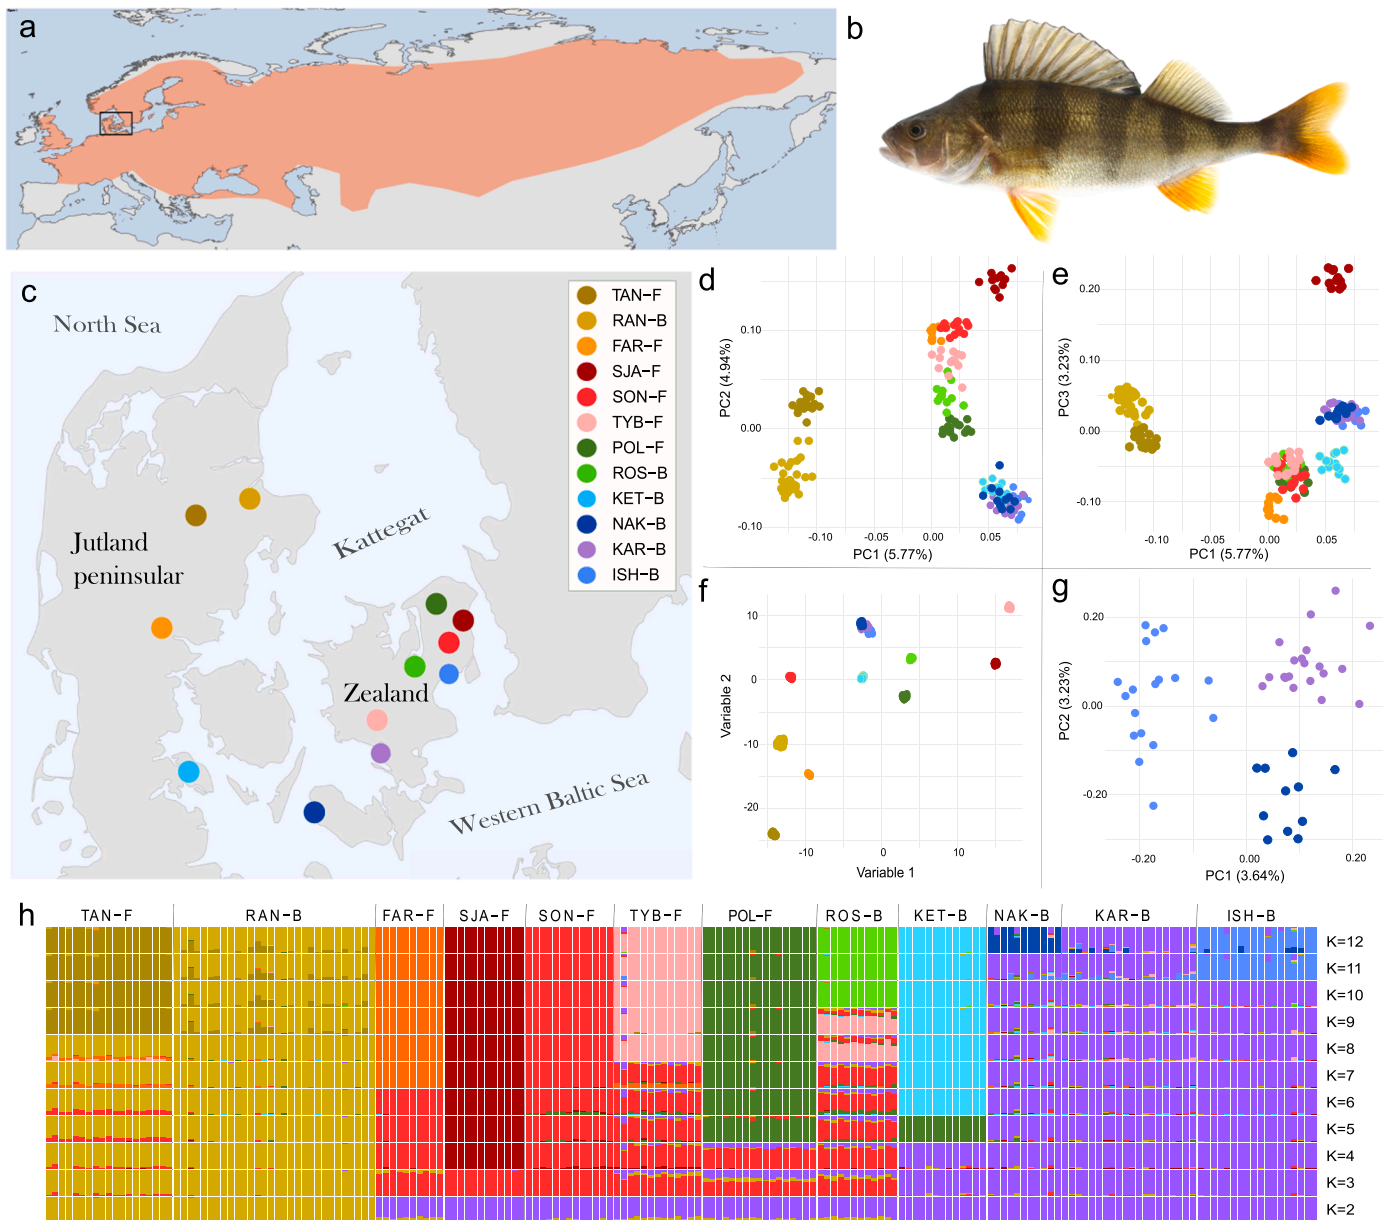 a
b
c
North Sea
Jutland
peninsular
Kattegat
Zealand
Western Baltic Sea
TAN-F
RAN-B
FAR-F
SJA-F
SON-F
TYB-F
POL-F
ROS-B
KET-B
NAK-B
KAR-B
ISH-B
d
PC2 (4.94%)
0.10
0.00
-0.10
-0.10
-0.05
0.00
0.05
PC1 (5.77%)
e
PC3 (3.23%)
0.20
0.10
0.00
-0.10
-0.10
-0.05
0.00
0.05
PC1 (5.77%)
f
Variable 2
10
0
-10
-20
-10
0
10
Variable 1
g
PC2 (3.23%)
0.20
0.00
-0.20
-0.20
0.00
0.20
PC1 (3.64%)
h
TAN-F RAN-B FAR-F SJA-F SON-F TYB-F POL-F ROS-B KET-B NAK-B KAR-B ISH-B
K=12
K=11
K=10
K=9
K=8
K=7
K=6
K=5
K=4
K=3
K=2